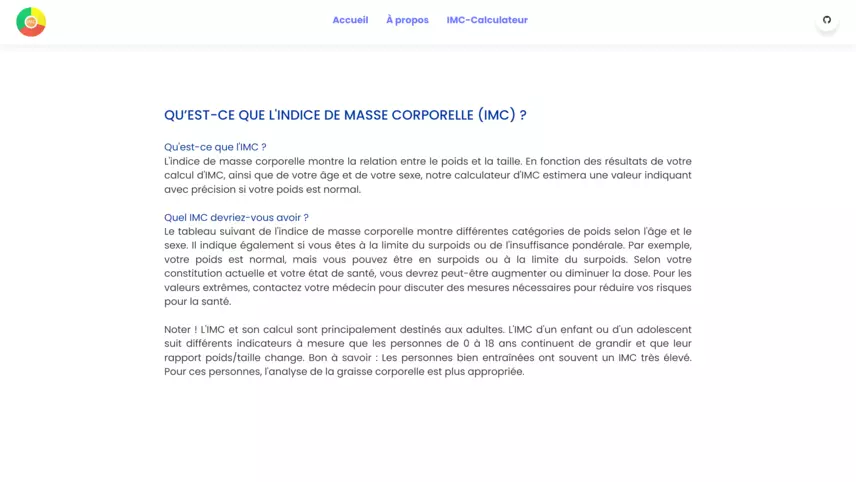 Accueil À propos IMC-Calculateur
QU’EST-CE QUE L'INDICE DE MASSE CORPORELLE (IMC) ?
Qu'est-ce que l'IMC ?
L'indice de masse corporelle montre la relation entre le poids et la taille. En fonction des résultats de votre
calcul d'IMC, ainsi que de votre âge et de votre sexe, notre calculateur d'IMC estimera une valeur indiquant
avec précision si votre poids est normal.
Quel IMC devriez-vous avoir ?
Le tableau suivant de l'indice de masse corporelle montre différentes catégories de poids selon l'âge et le
sexe. Il indique également si vous êtes à la limite du surpoids ou de l'insuffisance pondérale. Par exemple,
votre poids est normal, mais vous pouvez être en surpoids ou à la limite du surpoids. Selon votre
constitution actuelle et votre état de santé, vous devrez peut-être augmenter ou diminuer la dose. Pour les
valeurs extrêmes, contactez votre médecin pour discuter des mesures nécessaires pour réduire vos risques
pour la santé.
Noter ! L'IMC et son calcul sont principalement destinés aux adultes. L'IMC d'un enfant ou d'un adolescent
suit différents indicateurs à mesure que les personnes de 0 à 18 ans continuent de grandir et que leur
rapport poids/taille change. Bon à savoir : Les personnes bien entraînées ont souvent un IMC très élevé.
Pour ces personnes, l'analyse de la graisse corporelle est plus appropriée.